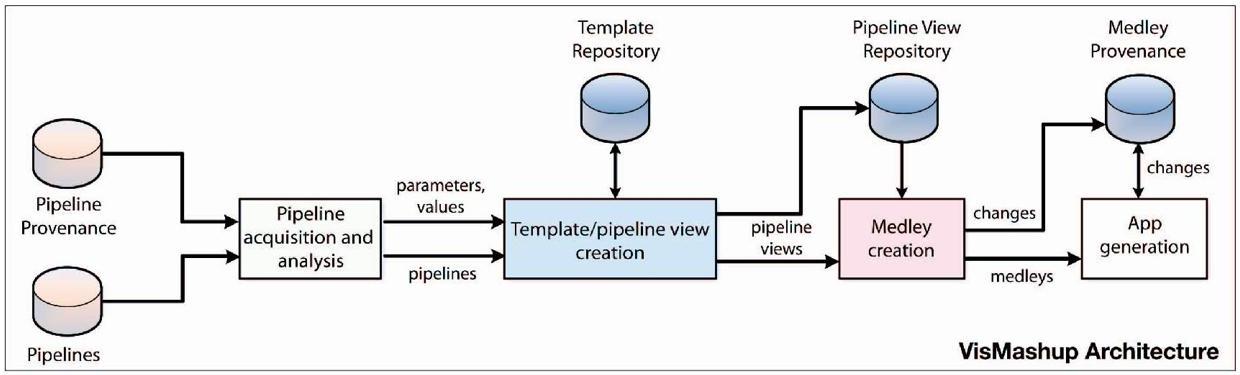 Template
Repository
Pipeline View
Repository
Medley
Provenance
Pipeline
Provenance
Pipelines
Pipeline
acquisition and
analysis
parameters,
values
pipelines
Template/pipeline view
creation
pipeline
views
Medley
creation
changes
medleys
changes
App
generation
VisMashup Architecture